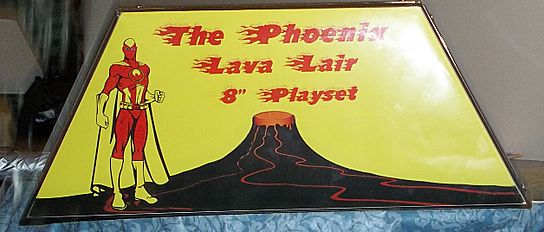 The Phoenix
Lava Lair
8" Playset